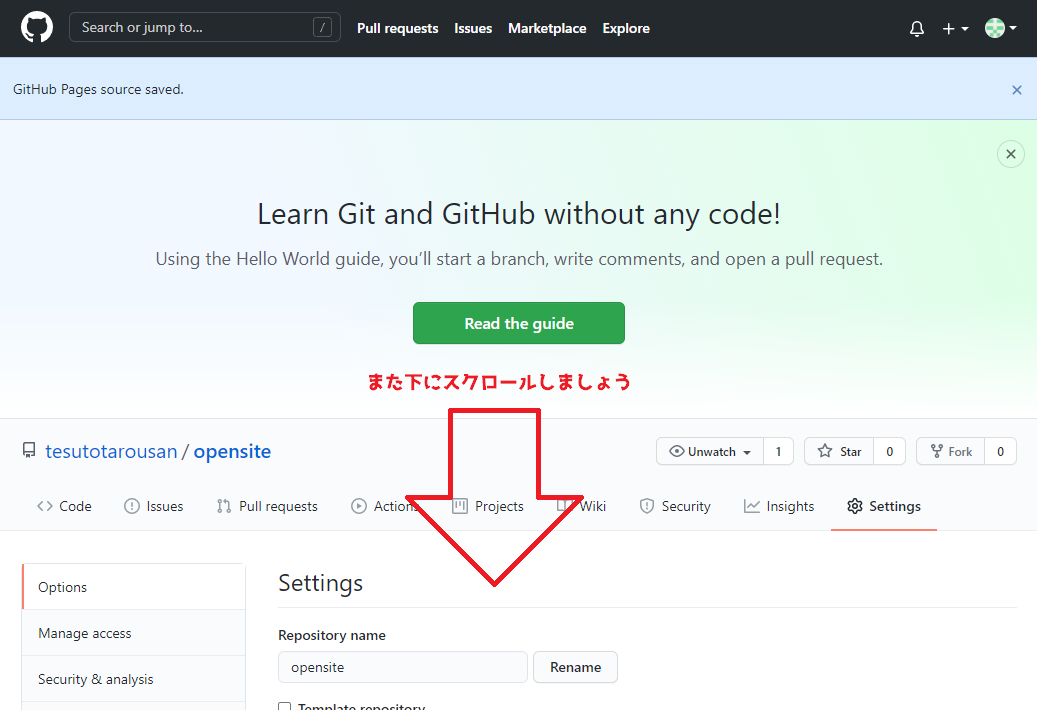 Search or jump to... /
Pull requests Issues Marketplace Explore
GitHub Pages source saved.
Learn Git and GitHub without any code!
Using the Hello World guide, you'll start a branch, write comments, and open a pull request.
Read the guide
また下にスクロールしましょう
tesutotarousan / opensite
Unwatch 1 Star 0 Fork 0
Code Issues Pull requests Actions Projects Wiki Security Insights Settings
Options
Manage access
Security & analysis
Settings
Repository name
opensite Rename
Template repository